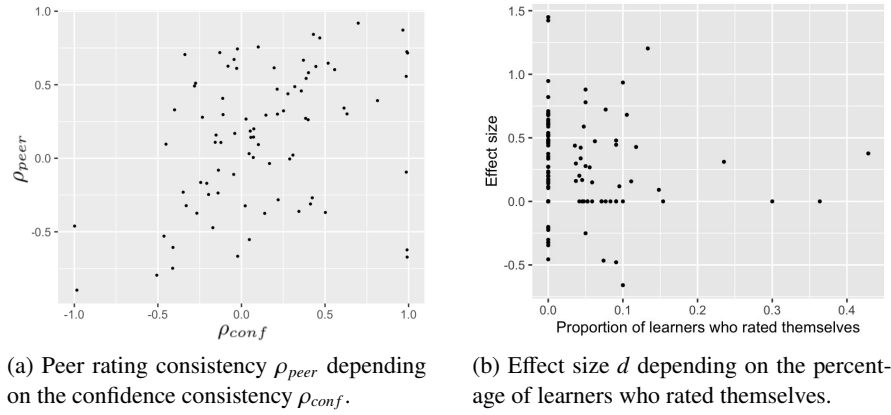 1.0
0.5
0.0
-0.5
-1.0
ρpeer
-1.0 -0.5 0.0 0.5 1.0
ρconf
(a) Peer rating consistency ρpeer depending
on the confidence consistency ρconf.
1.5
1.0
0.5
0.0
-0.5
Effect size
0.0 0.1 0.2 0.3 0.4
Proportion of learners who rated themselves
(b) Effect size d depending on the percent-
age of learners who rated themselves.